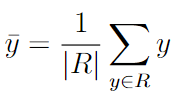 ȳ = 1/|R| ∑_{y∈R} y